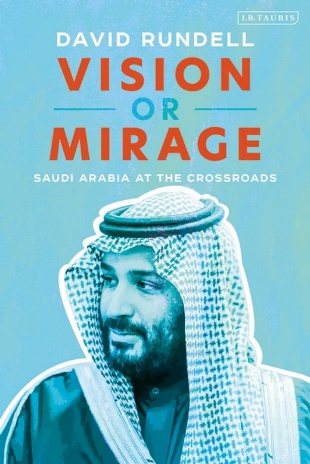 I.B.TAURIS
DAVID RUNDELL
VISION
OR
MIRAGE
SAUDI ARABIA AT THE CROSSROADS